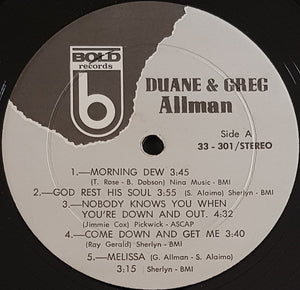 BOLD
records
b
DUANE & GREG
Allman
Side A
33 - 301/STEREO
1.—MORNING DEW 3:45
(T. Rose - B. Dobson) Nina Music - BMI
2.—GOD REST HIS SOUL 3:55 (S. Alaimo) Sherlyn - BMI
3.—NOBODY KNOWS YOU WHEN
YOU'RE DOWN AND OUT. 4:32
(Jimmie Cox) Pickwick - ASCAP
4.—COME DOWN AND GET ME 3:40
(Ray Gerald) Sherlyn - BMI
5.—MELISSA (G. Allman - S. Alaimo)
3:15 Sherlyn - BMI